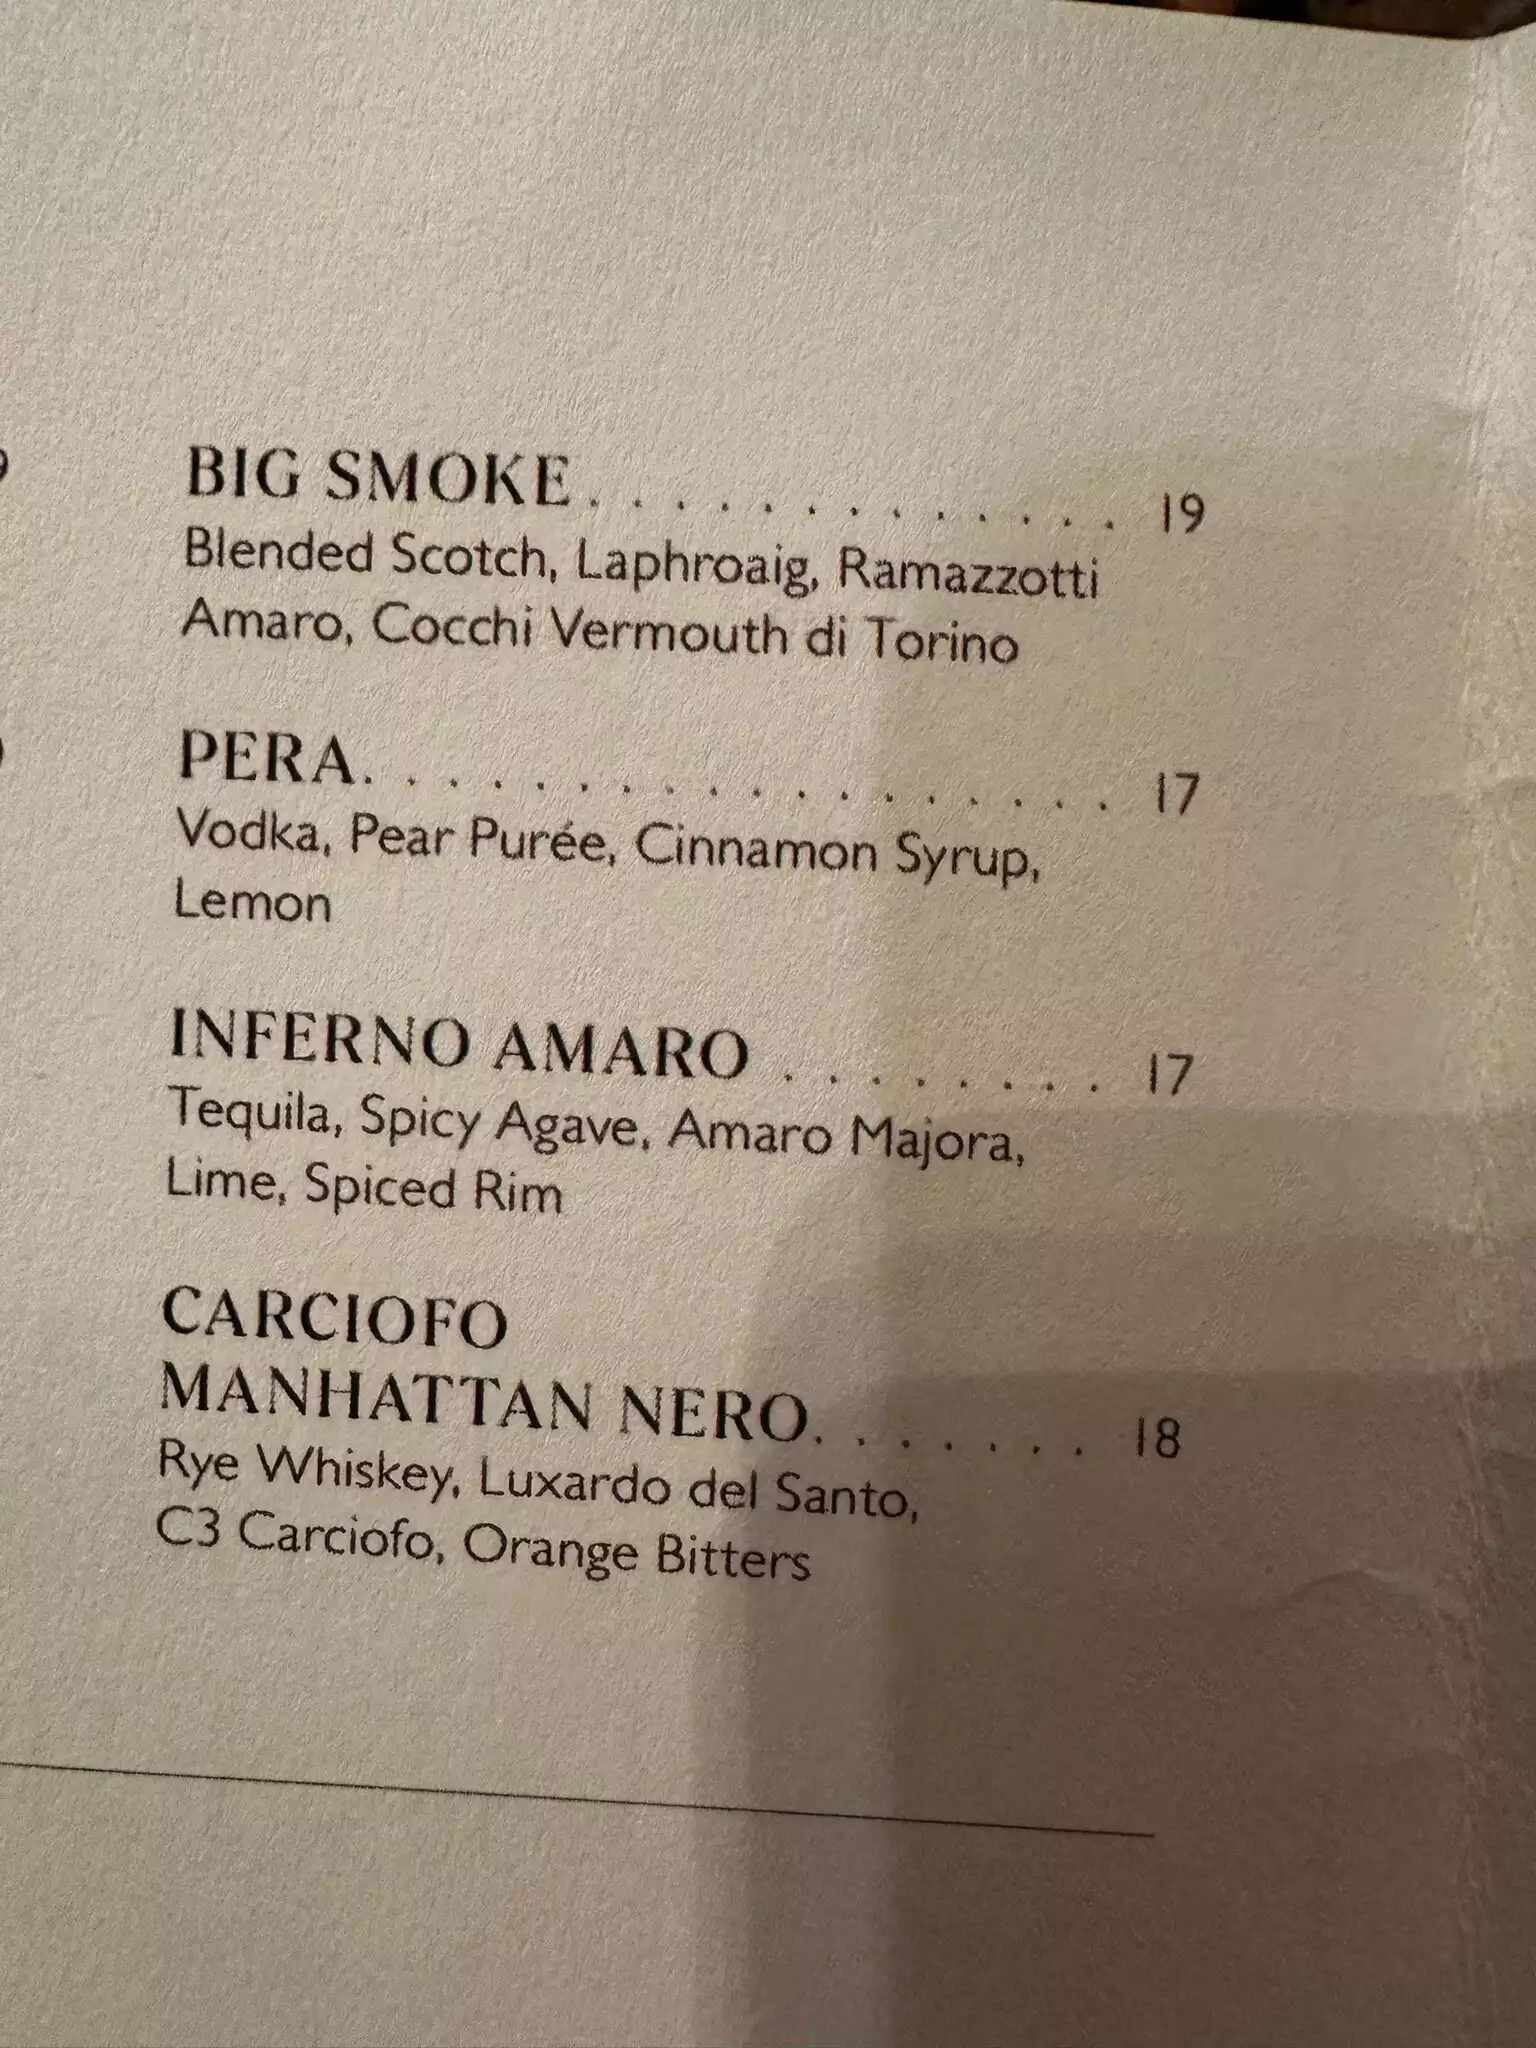 9
BIG SMOKE. . . . . . . . . . . . . 19
Blended Scotch, Laphroaig, Ramazzotti
Amaro, Cocchi Vermouth di Torino
PERA. . . . . . . . . . . . . . . . . . 17
Vodka, Pear Purée, Cinnamon Syrup,
Lemon
INFERNO AMARO . . . . . . . . 17
Tequila, Spicy Agave, Amaro Majora,
Lime, Spiced Rim
CARCIOFO
MANHATTAN NERO. . . . . . . 18
Rye Whiskey, Luxardo del Santo,
C3 Carciofo, Orange Bitters